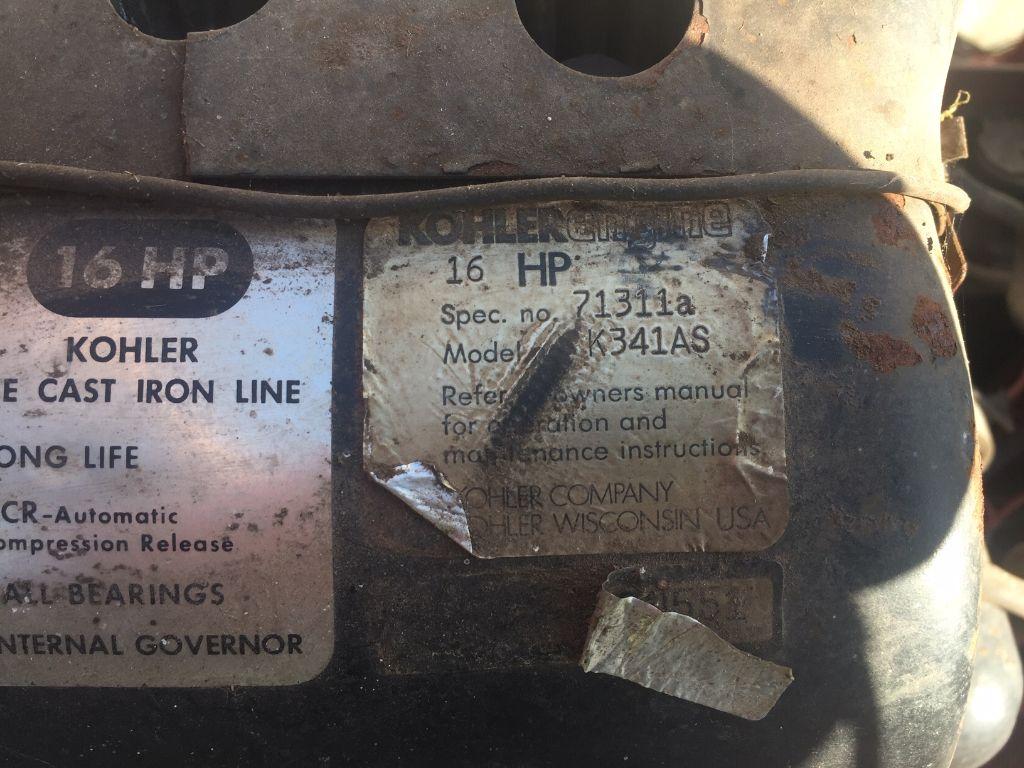 16 HP
KOHLER
E CAST IRON LINE
ONG LIFE
CR-Automatic
ompression Release
ALL BEARINGS
NTERNAL GOVERNOR
KOHLER engine
16 HP
Spec. no. 71311a
Model K341AS
Refer owners manual
for operation and
maintenance instructions
KOHLER COMPANY
KOHLER WISCONSIN USA